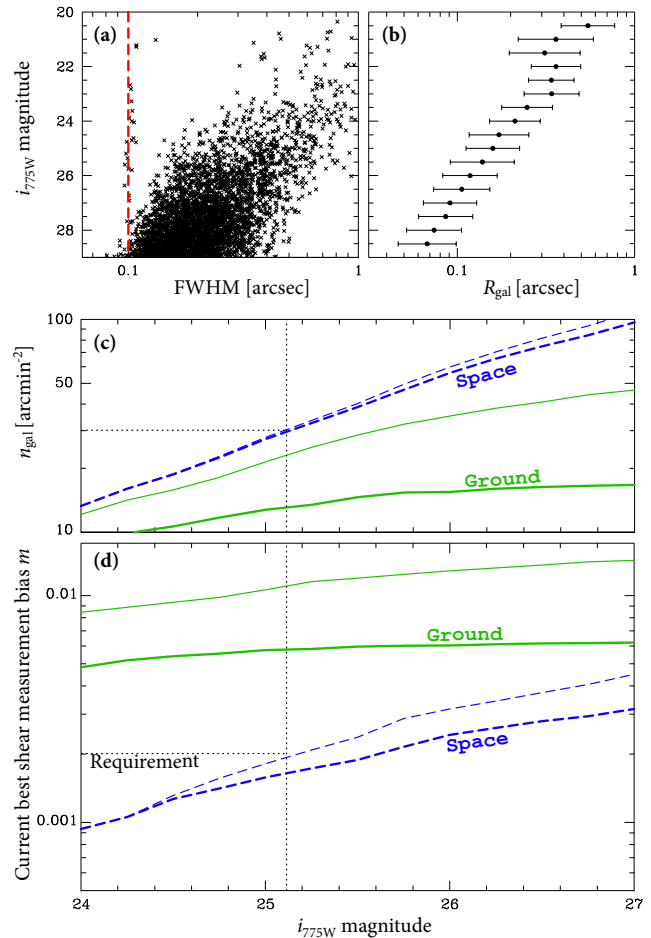 (a)
(b)
20
22
24
26
28
i775W magnitude
0.1
1
0.1
1
FWHM [arcsec]
Rgal [arcsec]
(c)
100
50
10
ngal [arcmin-2]
Space
Ground
(d)
0.01
0.001
Current best shear measurement bias m
Ground
Space
Requirement
24
25
26
27
i775W magnitude